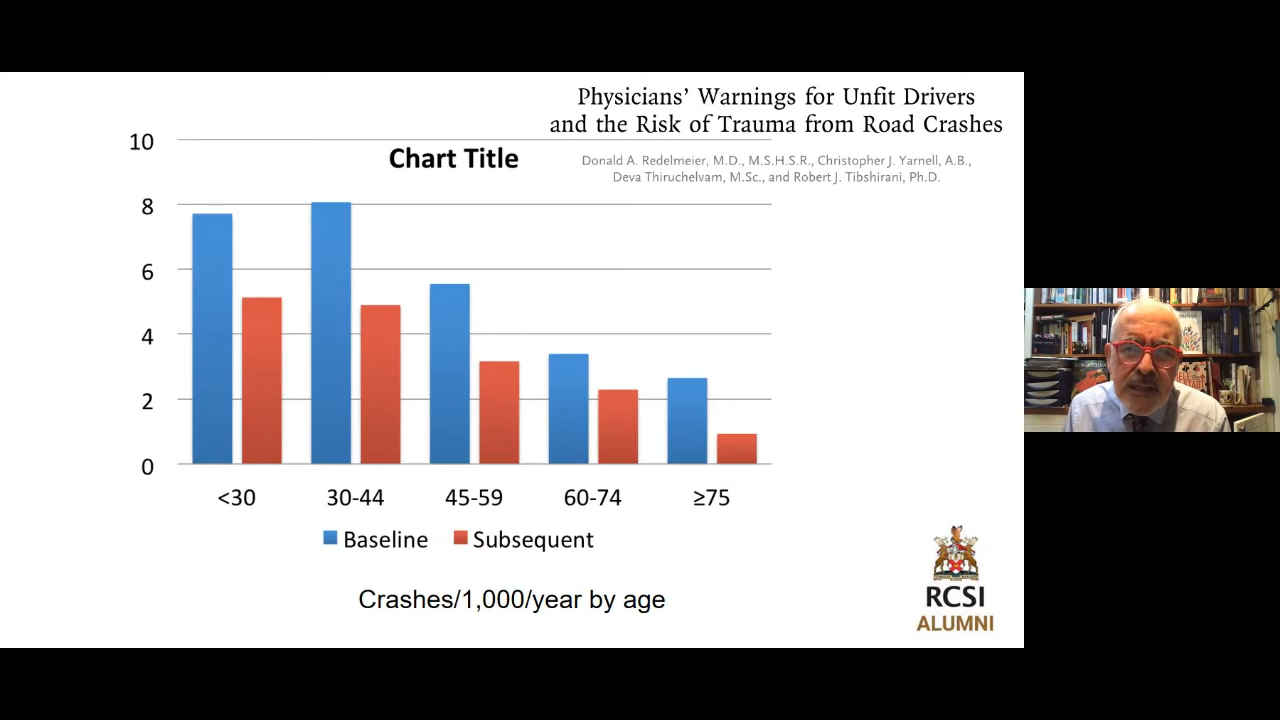 Physicians’ Warnings for Unfit Drivers
and the Risk of Trauma from Road Crashes
Donald A. Redelmeier, M.D., M.S.H.S.R., Christopher J. Yarnell, A.B.,
Deva Thiruchelvam, M.Sc., and Robert J. Tibshirani, Ph.D.
Chart Title
10
8
6
4
2
0
<30 30-44 45-59 60-74 ≥75
Baseline Subsequent
Crashes/1,000/year by age
RCSI
ALUMNI